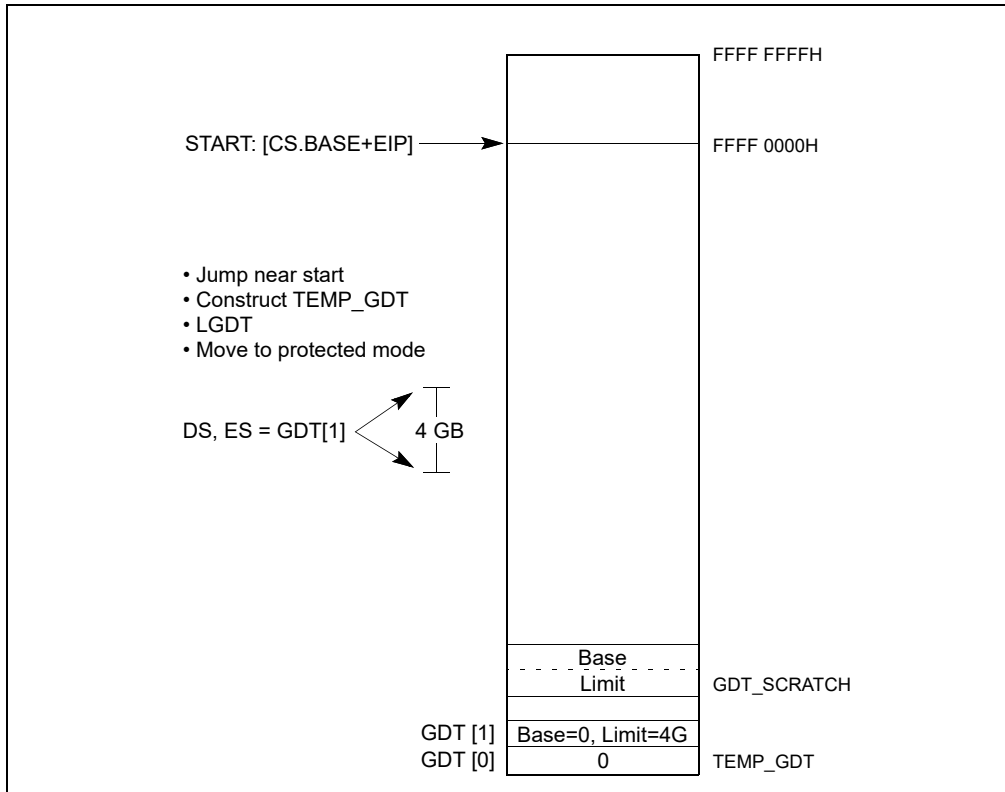 FFFF FFFFH
START: [CS.BASE+EIP]
FFFF 0000H
• Jump near start
• Construct TEMP_GDT
• LGDT
• Move to protected mode
DS, ES = GDT[1]
4 GB
Base
Limit
GDT_SCRATCH
GDT [1]
Base=0, Limit=4G
GDT [0]
0
TEMP_GDT